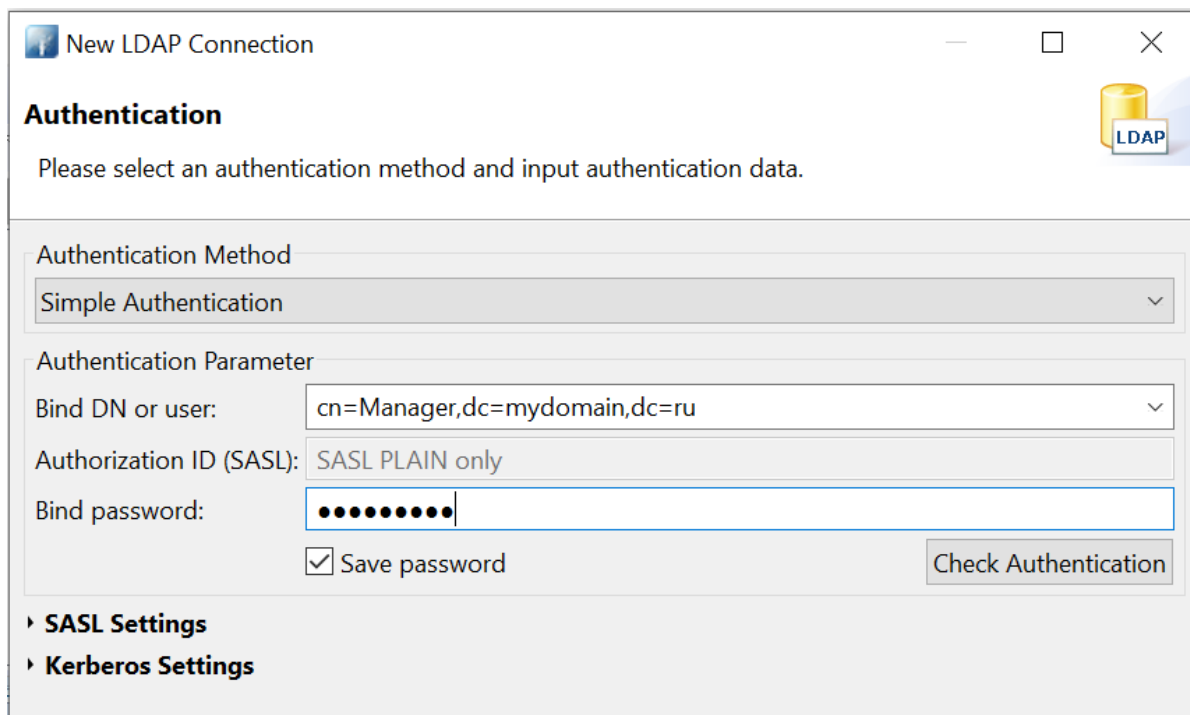 New LDAP Connection
Authentication
LDAP
Please select an authentication method and input authentication data.
Authentication Method
Simple Authentication
Authentication Parameter
Bind DN or user: cn=Manager,dc=mydomain,dc=ru
Authorization ID (SASL): SASL PLAIN only
Bind password: ●●●●●●●●●
Save password Check Authentication
SASL Settings
Kerberos Settings